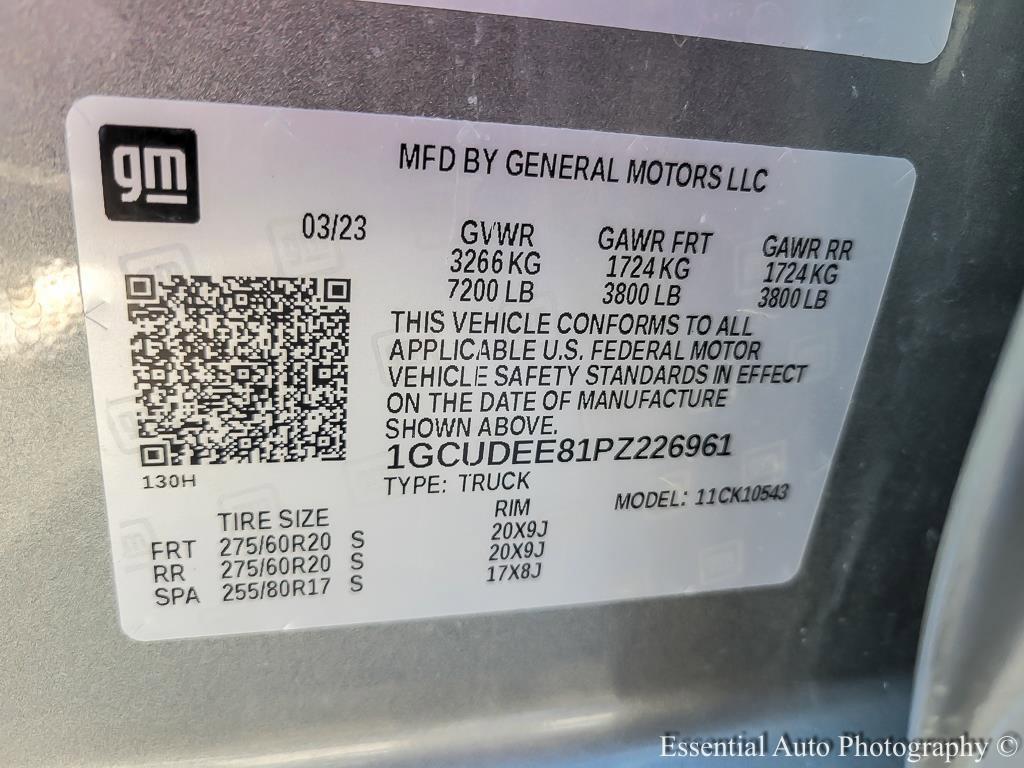 gm
MFD BY GENERAL MOTORS LLC
03/23
GVWR GAWR FRT GAWR RR
3266 KG 1724 KG 1724 KG
7200 LB 3800 LB 3800 LB
THIS VEHICLE CONFORMS TO ALL
APPLICABLE U.S. FEDERAL MOTOR
VEHICLE SAFETY STANDARDS IN EFFECT
ON THE DATE OF MANUFACTURE
SHOWN ABOVE.
1GCUDEE81PZ226961
130H
TYPE: TRUCK MODEL: 11CK10543
TIRE SIZE RIM
FRT 275/60R20 S 20X9J
RR 275/60R20 S 20X9J
SPA 255/80R17 S 17X8J
Essential Auto Photography ©